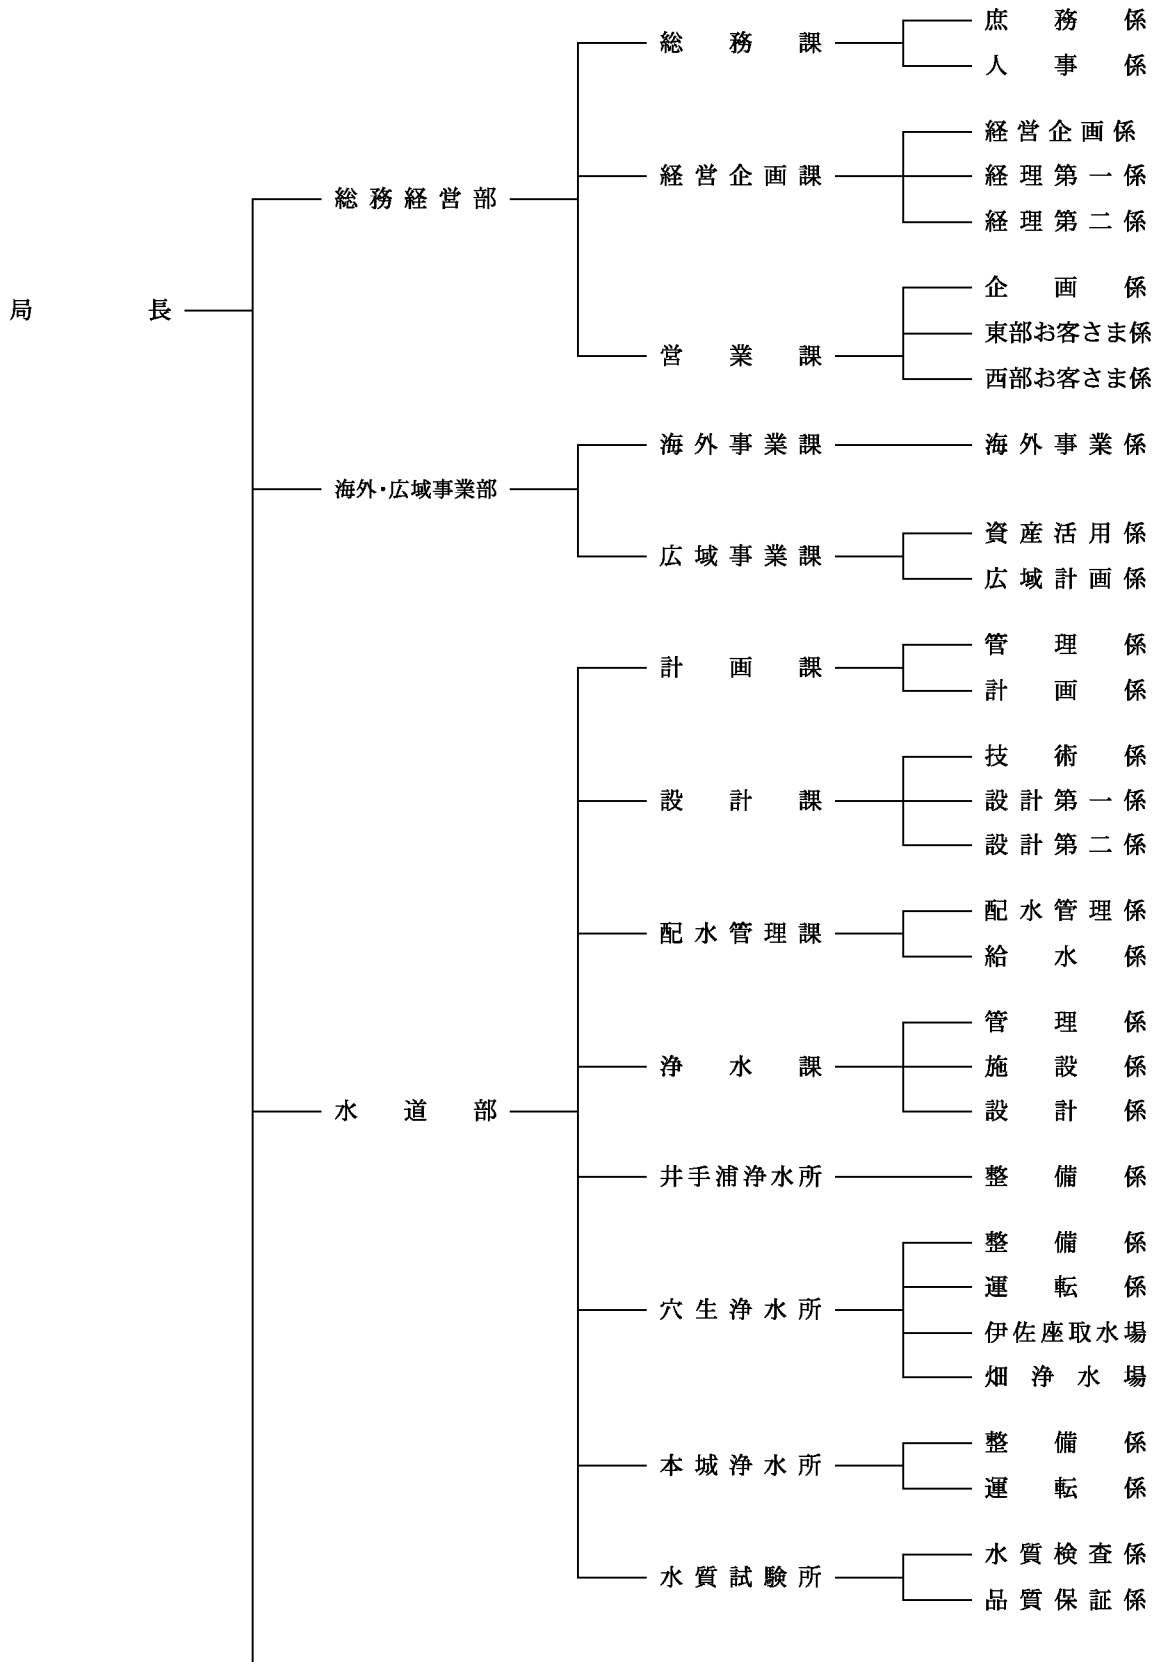 局長
総務経営部
総務課
庶務係
人事係
経営企画課
経営企画係
経理第一係
経理第二係
営業課
企画係
東部お客さま係
西部お客さま係
海外・広域事業部
海外事業課
海外事業係
広域事業課
資産活用係
広域計画係
水道部
計画課
管理係
計画係
設計課
技術係
設計第一係
設計第二係
配水管理課
配水管理係
給水係
浄水課
管理係
施設係
設計係
井手浦浄水所
整備係
穴生浄水所
整備係
運転係
伊佐座取水場
畑浄水場
本城浄水所
整備係
運転係
水質試験所
水質検査係
品質保証係